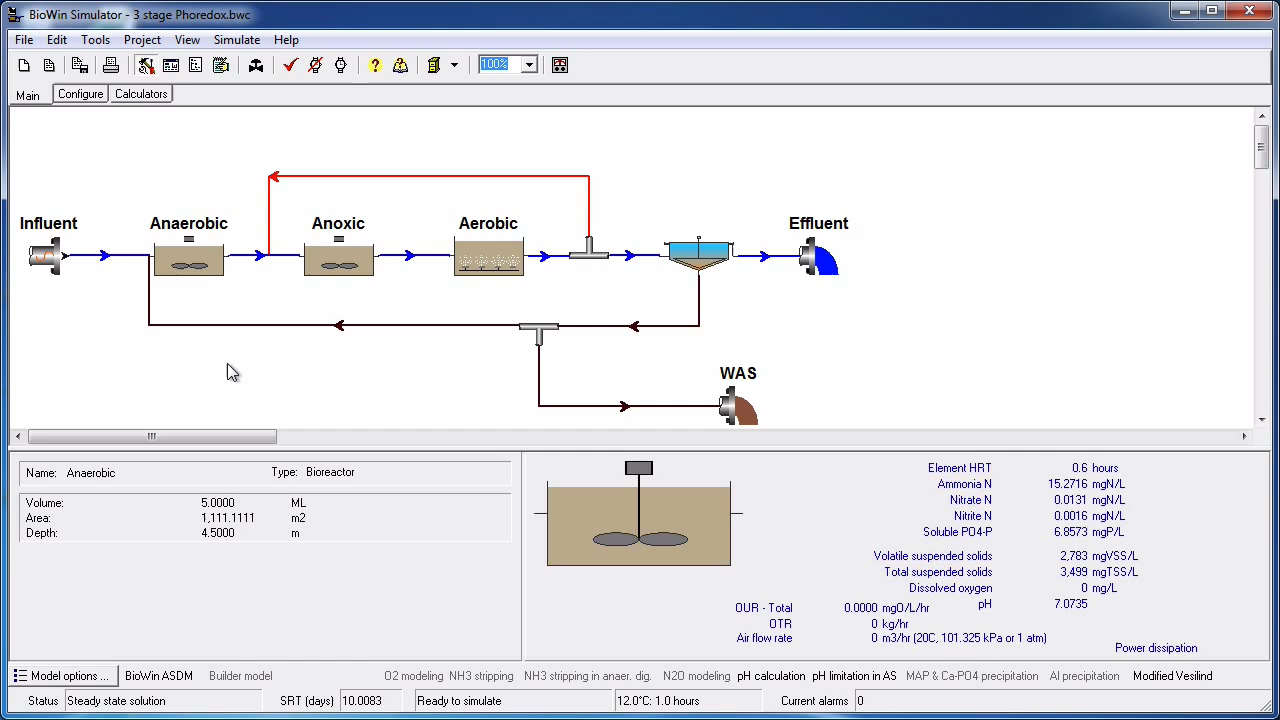 BioWin Simulator - 3 stage Phoredox.bwc
File Edit Tools Project View Simulate Help
100%
Main Configure Calculators
Influent Anaerobic Anoxic Aerobic Effluent
WAS
Name: Anaerobic Type: Bioreactor
Volume: 5.0000 ML
Area: 1,111.1111 m2
Depth: 4.5000 m
Element HRT 0.6 hours
Ammonia N 15.2716 mgN/L
Nitrate N 0.0131 mgN/L
Nitrite N 0.0016 mgN/L
Soluble PO4-P 6.8573 mgP/L
Volatile suspended solids 2,783 mgVSS/L
Total suspended solids 3,499 mgTSS/L
Dissolved oxygen 0 mg/L
pH 7.0735
OUR - Total 0.0000 mgO/L/hr
OTR 0 kg/hr
Air flow rate 0 m3/hr (20C, 101.325 kPa or 1 atm)
Power dissipation
Model options ... BioWin ASDM Builder model O2 modeling NH3 stripping NH3 stripping in anaer. dig. N2O modeling pH calculation pH limitation in AS MAP & Ca-PO4 precipitation Al precipitation Modified Vesilind
Status Steady state solution SRT (days) 10.0083 Ready to simulate 12.0°C: 1.0 hours Current alarms 0